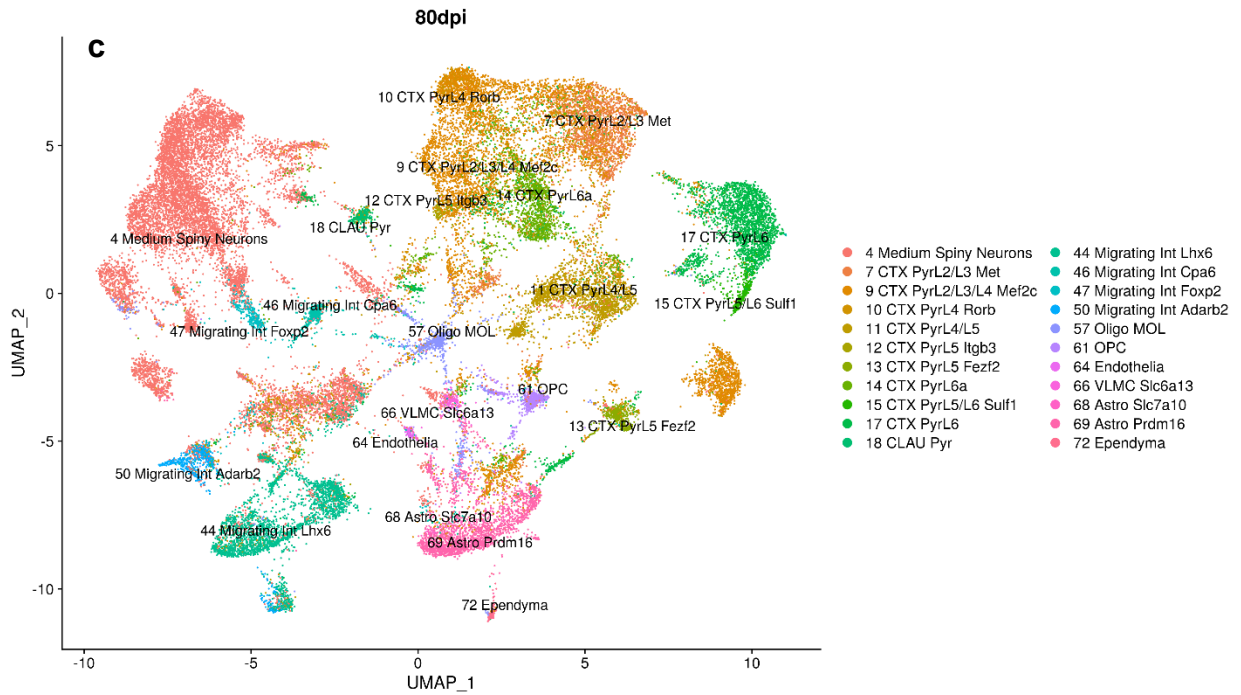 80dpi
c
10 CTX PyrL4 Rorb
7 CTX PyrL2/L3 Met
9 CTX PyrL2/L3/L4 Mef2c
12 CTX PyrL5 Itgb3
14 CTX PyrL6a
18 CLAU Pyr
4 Medium Spiny Neurons
17 CTX PyrL6
11 CTX PyrL4/L5
15 CTX PyrL5/L6 Sulf1
46 Migrating Int Cpa6
47 Migrating Int Foxp2
57 Oligo MOL
61 OPC
66 VLMC Slc6a13
13 CTX PyrL5 Fezf2
64 Endothelia
50 Migrating Int Adarb2
68 Astro Slc7a10
44 Migrating Int Lhx6
69 Astro Prdm16
72 Ependyma
5
0
-5
-10
UMAP_2
-10
-5
0
5
10
UMAP_1
4 Medium Spiny Neurons
7 CTX PyrL2/L3 Met
9 CTX PyrL2/L3/L4 Mef2c
10 CTX PyrL4 Rorb
11 CTX PyrL4/L5
12 CTX PyrL5 Itgb3
13 CTX PyrL5 Fezf2
14 CTX PyrL6a
15 CTX PyrL5/L6 Sulf1
17 CTX PyrL6
18 CLAU Pyr
44 Migrating Int Lhx6
46 Migrating Int Cpa6
47 Migrating Int Foxp2
50 Migrating Int Adarb2
57 Oligo MOL
61 OPC
64 Endothelia
66 VLMC Slc6a13
68 Astro Slc7a10
69 Astro Prdm16
72 Ependyma